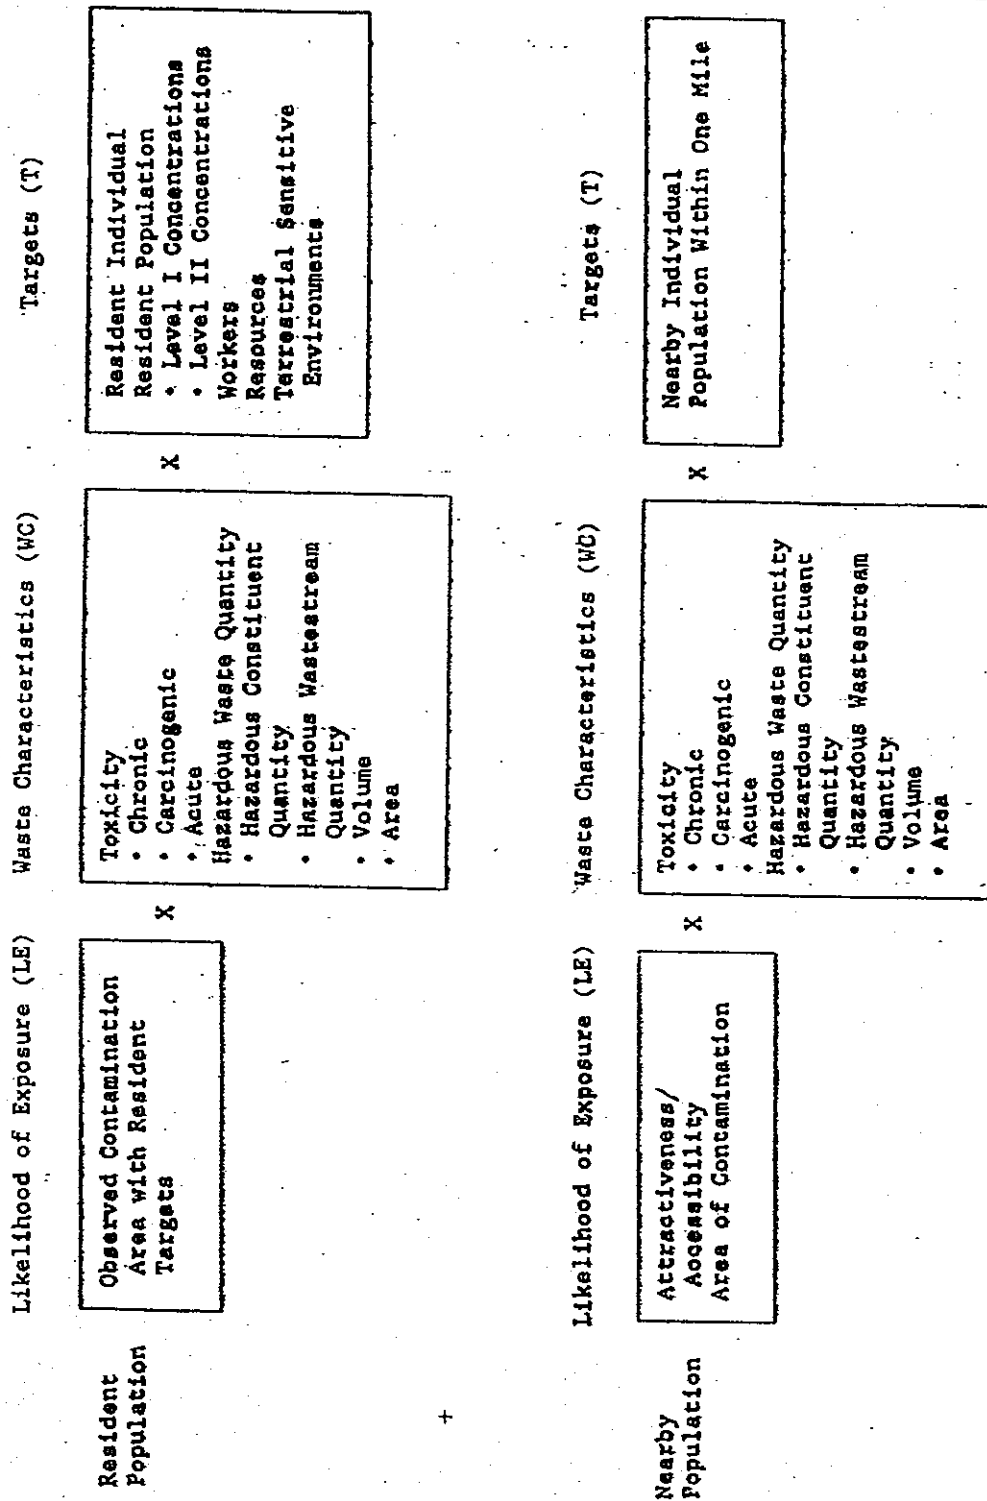 Likelihood of Exposure (LE)
Waste Characteristics (WC)
Targets (T)
Resident
Population
Observed Contamination
Area with Resident
Targets
X
Toxicity
• Chronic
• Carcinogenic
• Acute
Hazardous Waste Quantity
• Hazardous Constituent
Quantity
• Hazardous Wastestream
Quantity
• Volume
• Area
X
Resident Individual
Resident Population
• Level I Concentrations
• Level II Concentrations
Workers
Resources
Terrestrial Sensitive
Environments
+
Likelihood of Exposure (LE)
Waste Characteristics (WC)
Targets (T)
Nearby
Population
Attractiveness/
Accessibility
Area of Contamination
X
Toxicity
• Chronic
• Carcinogenic
• Acute
Hazardous Waste Quantity
• Hazardous Constituent
Quantity
• Hazardous Wastestream
Quantity
• Volume
• Area
X
Nearby Individual
Population Within One Mile